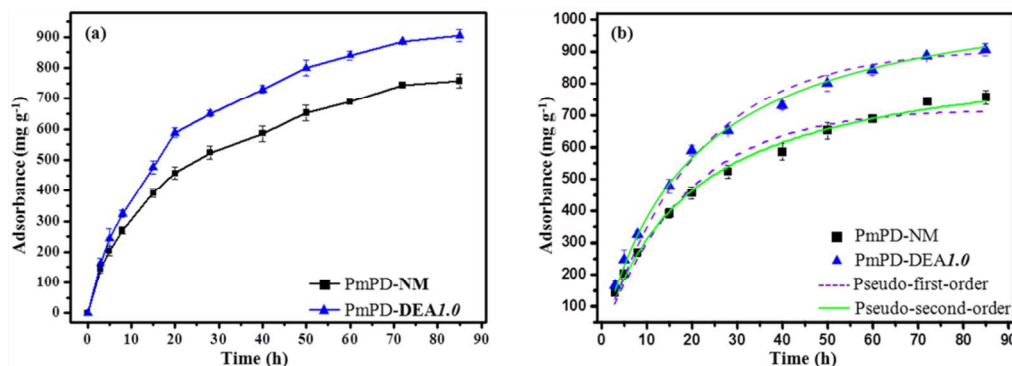 (a)
Adsorbance (mg g⁻¹)
900
800
700
600
500
400
300
200
100
0
PmPD-NM
PmPD-DEA1.0
0 10 20 30 40 50 60 70 80 90
Time (h)
(b)
Adsorbance (mg g⁻¹)
1000
900
800
700
600
500
400
300
200
100
PmPD-NM
PmPD-DEA1.0
Pseudo-first-order
Pseudo-second-order
0 10 20 30 40 50 60 70 80 90
Time (h)